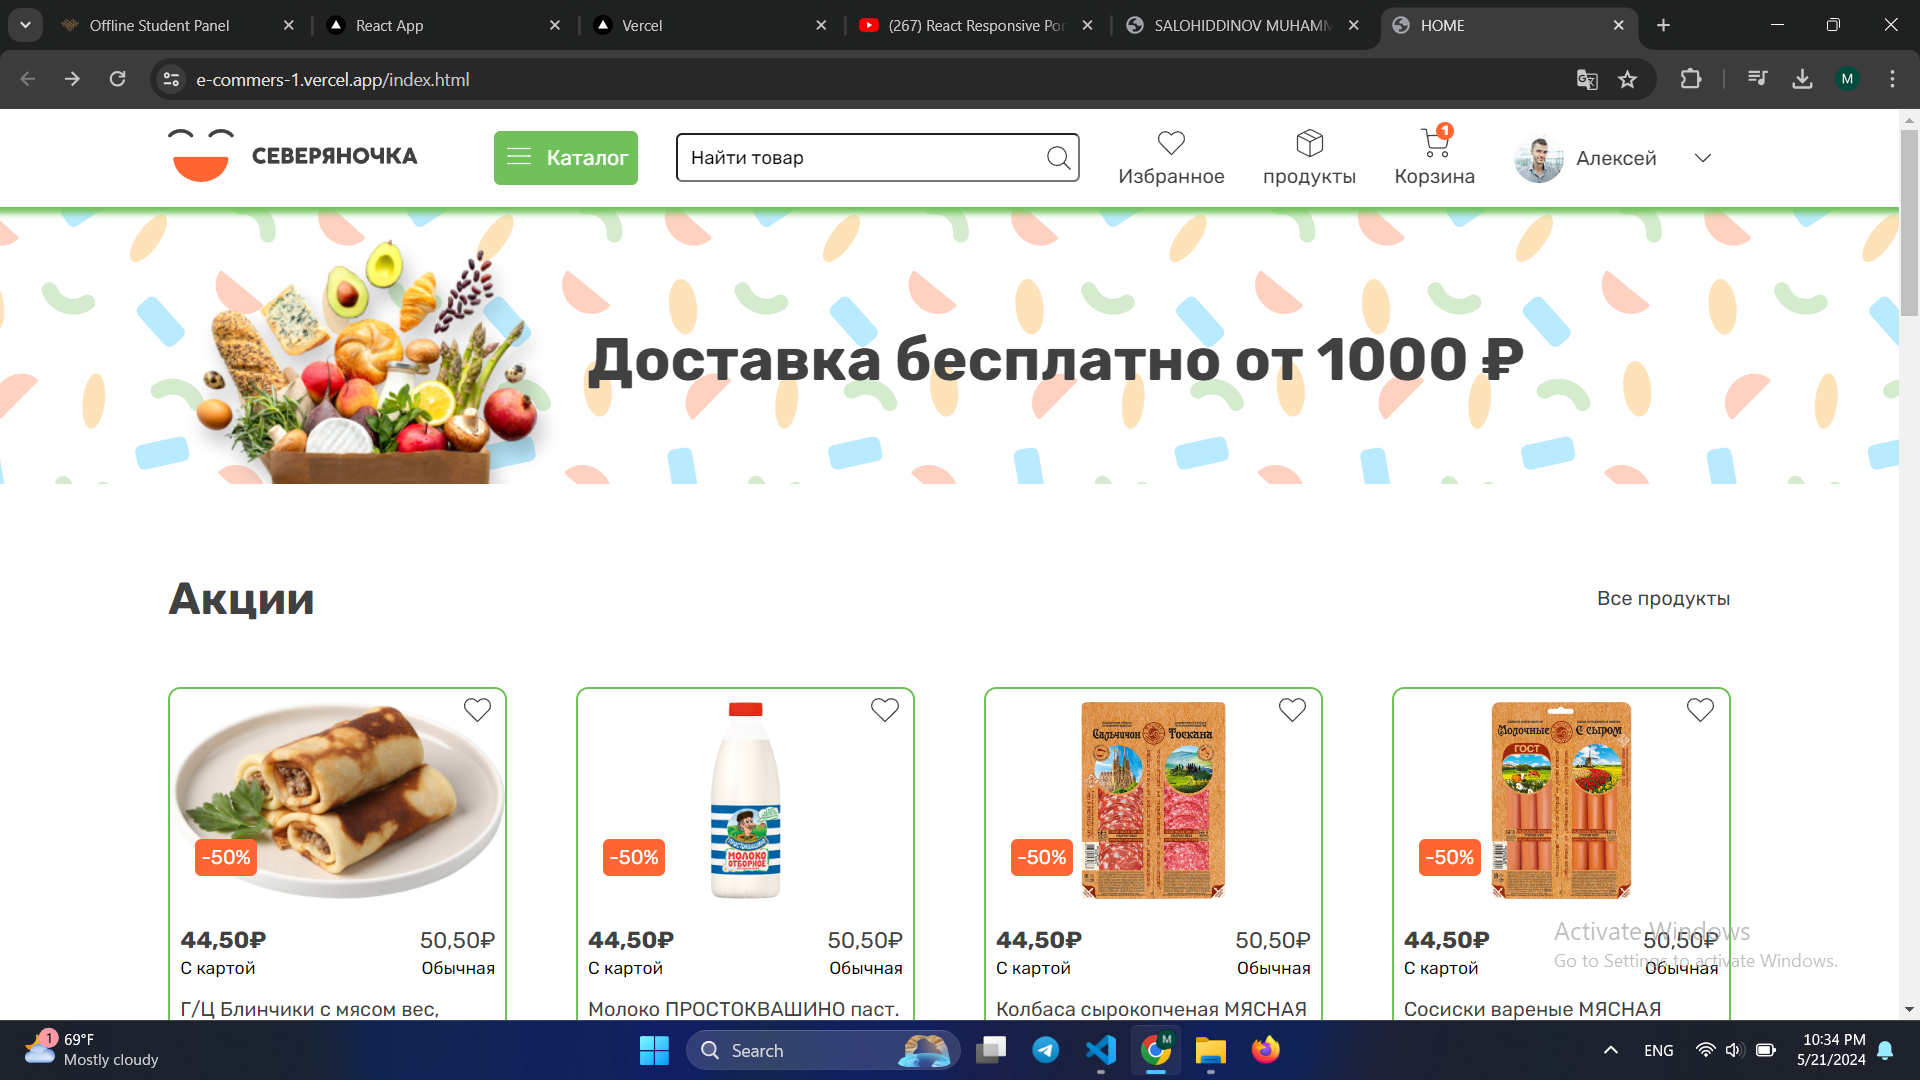 Offline Student Panel
React App
Vercel
(267) React Responsive Por
SALOHIDDINOV MUHAMM
HOME
e-commers-1.vercel.app/index.html
M
СЕВЕРЯНОЧКА
Каталог
Найти товар
Избранное
продукты
1
Корзина
Алексей
Доставка бесплатно от 1000 ₽
Акции
Все продукты
Сальчичон Тоскана
Молочные С сыром
ГОСТ
ПРОСТОКВАШИНО
МОЛОКО
ОТБОРНОЕ
-50%
-50%
-50%
-50%
44,50₽ 50,50₽
С картой Обычная
Г/Ц Блинчики с мясом вес,
44,50₽ 50,50₽
С картой Обычная
Молоко ПРОСТОКВАШИНО паст.
44,50₽ 50,50₽
С картой Обычная
Колбаса сырокопченая МЯСНАЯ
44,50₽ 50,50₽
С картой Обычная
Сосиски вареные МЯСНАЯ
Activate Windows
Go to Settings to activate Windows.
1
69°F
Mostly cloudy
Search
M
ENG
10:34 PM
5/21/2024